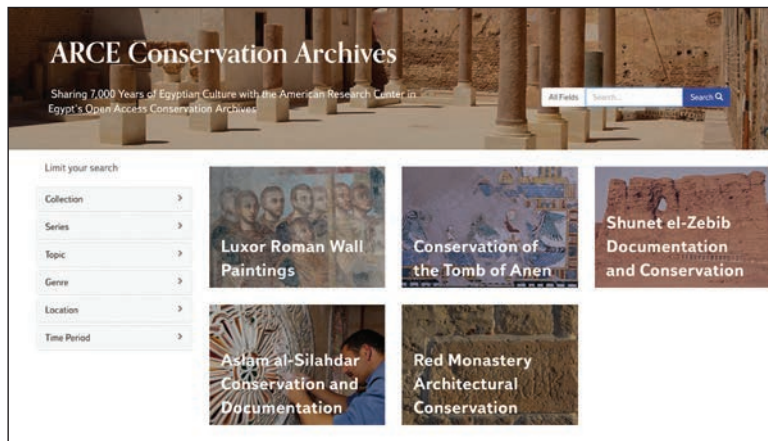 ARCE Conservation Archives
Sharing 7,000 Years of Egyptian Culture with the American Research Center in
Egypt's Open Access Conservation Archives
All Fields
Search...
Search
Limit your search
Collection
Series
Topic
Genre
Location
Time Period
Luxor Roman Wall
Paintings
Conservation of
the Tomb of Anen
Shunet el-Zebib
Documentation
and Conservation
Aslam al-Silahdar
Conservation and
Documentation
Red Monastery
Architectural
Conservation